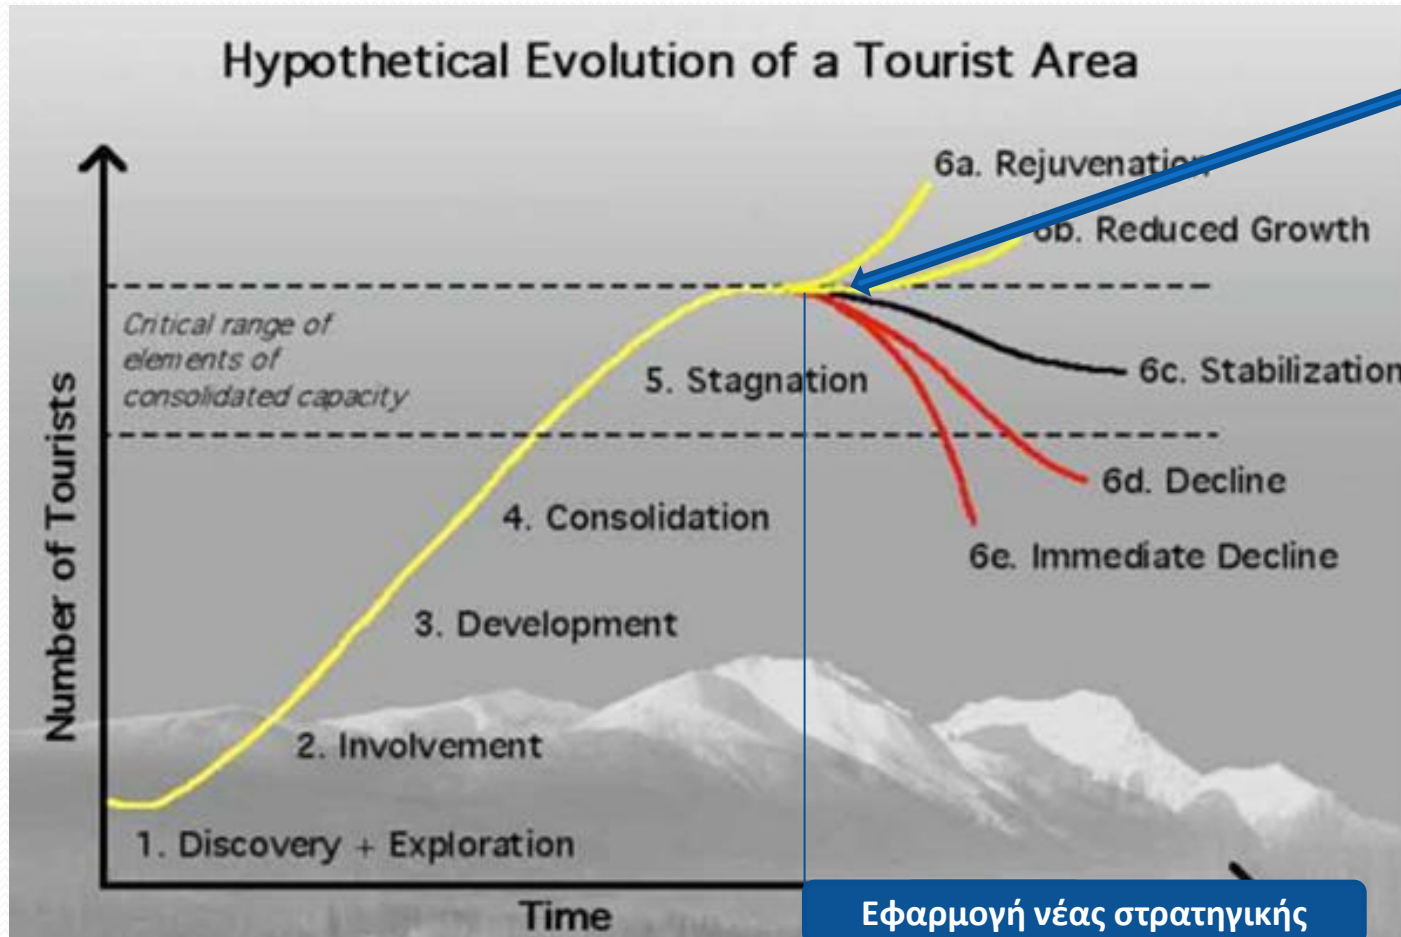 Hypothetical Evolution of a Tourist Area
6a. Rejuvenation
6b. Reduced Growth
Critical range of
elements of
consolidated capacity
5. Stagnation
6c. Stabilization
Number of Tourists
4. Consolidation
6d. Decline
6e. Immediate Decline
3. Development
2. Involvement
1. Discovery + Exploration
Time
Εφαρμογή νέας στρατηγικής